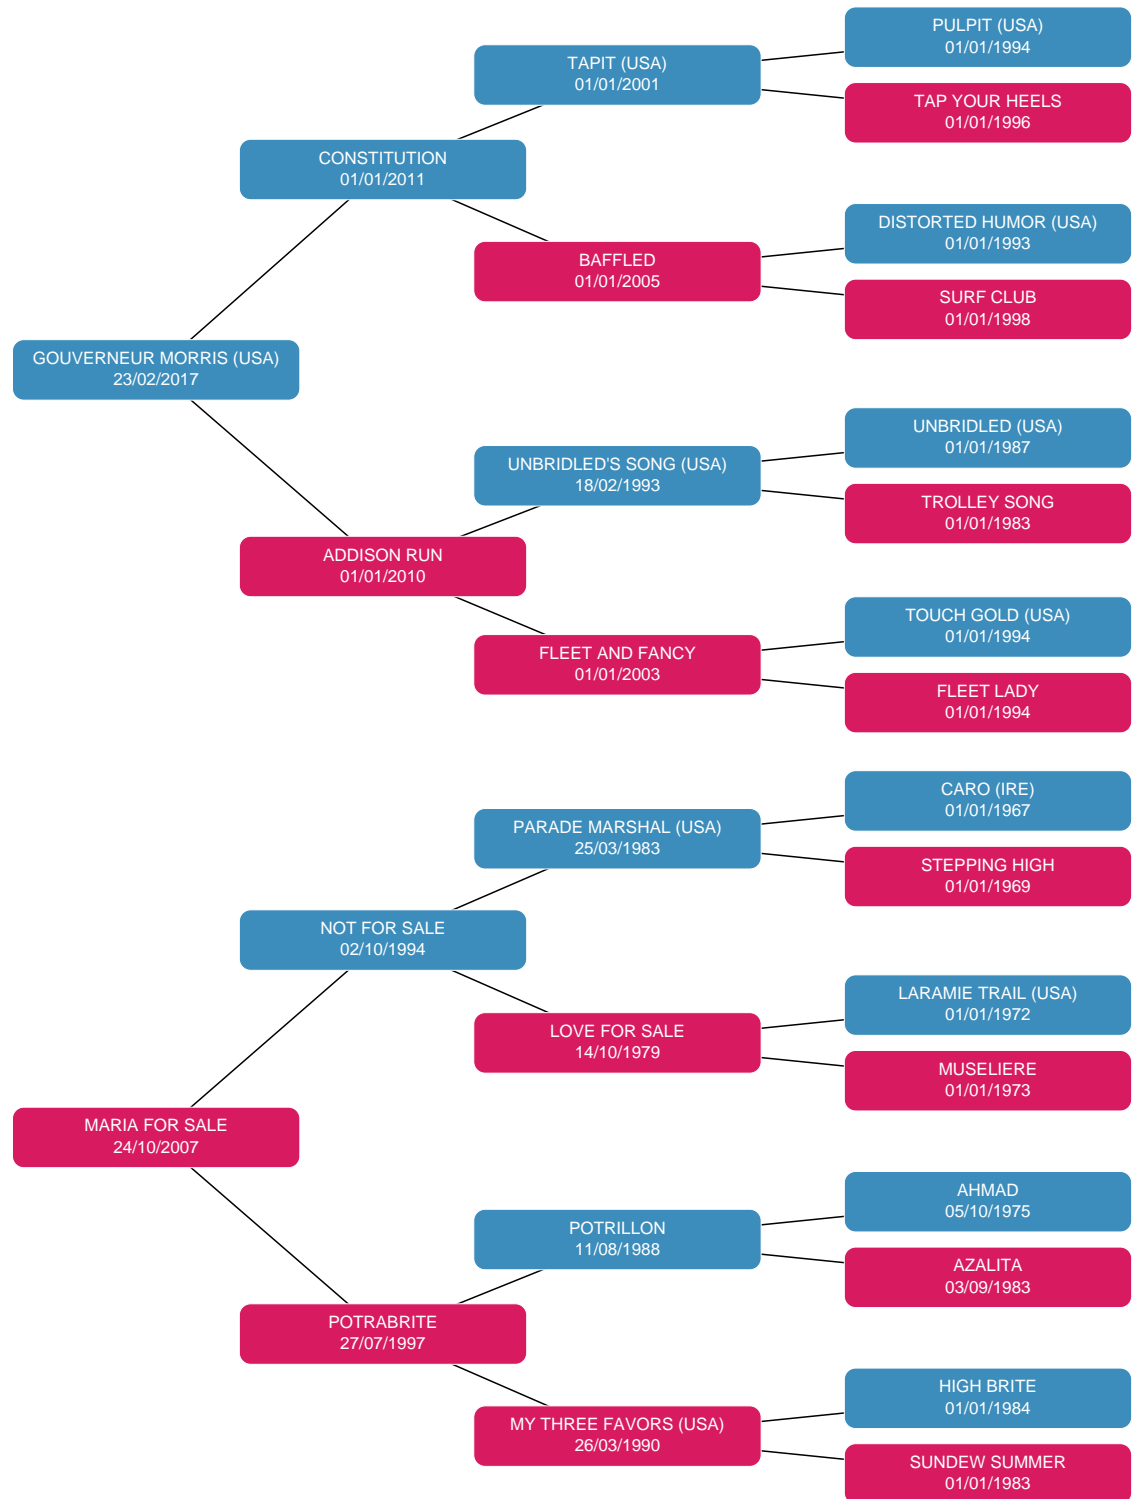 PULPIT (USA)
01/01/1994
TAPIT (USA)
01/01/2001
TAP YOUR HEELS
01/01/1996
CONSTITUTION
01/01/2011
DISTORTED HUMOR (USA)
01/01/1993
BAFFLED
01/01/2005
SURF CLUB
01/01/1998
GOUVERNEUR MORRIS (USA)
23/02/2017
UNBRIDLED (USA)
01/01/1987
UNBRIDLED'S SONG (USA)
18/02/1993
TROLLEY SONG
01/01/1983
ADDISON RUN
01/01/2010
TOUCH GOLD (USA)
01/01/1994
FLEET AND FANCY
01/01/2003
FLEET LADY
01/01/1994
CARO (IRE)
01/01/1967
PARADE MARSHAL (USA)
25/03/1983
STEPPING HIGH
01/01/1969
NOT FOR SALE
02/10/1994
LARAMIE TRAIL (USA)
01/01/1972
LOVE FOR SALE
14/10/1979
MUSELIERE
01/01/1973
MARIA FOR SALE
24/10/2007
AHMAD
05/10/1975
POTRILLON
11/08/1988
AZALITA
03/09/1983
POTRABRITE
27/07/1997
HIGH BRITE
01/01/1984
MY THREE FAVORS (USA)
26/03/1990
SUNDEW SUMMER
01/01/1983